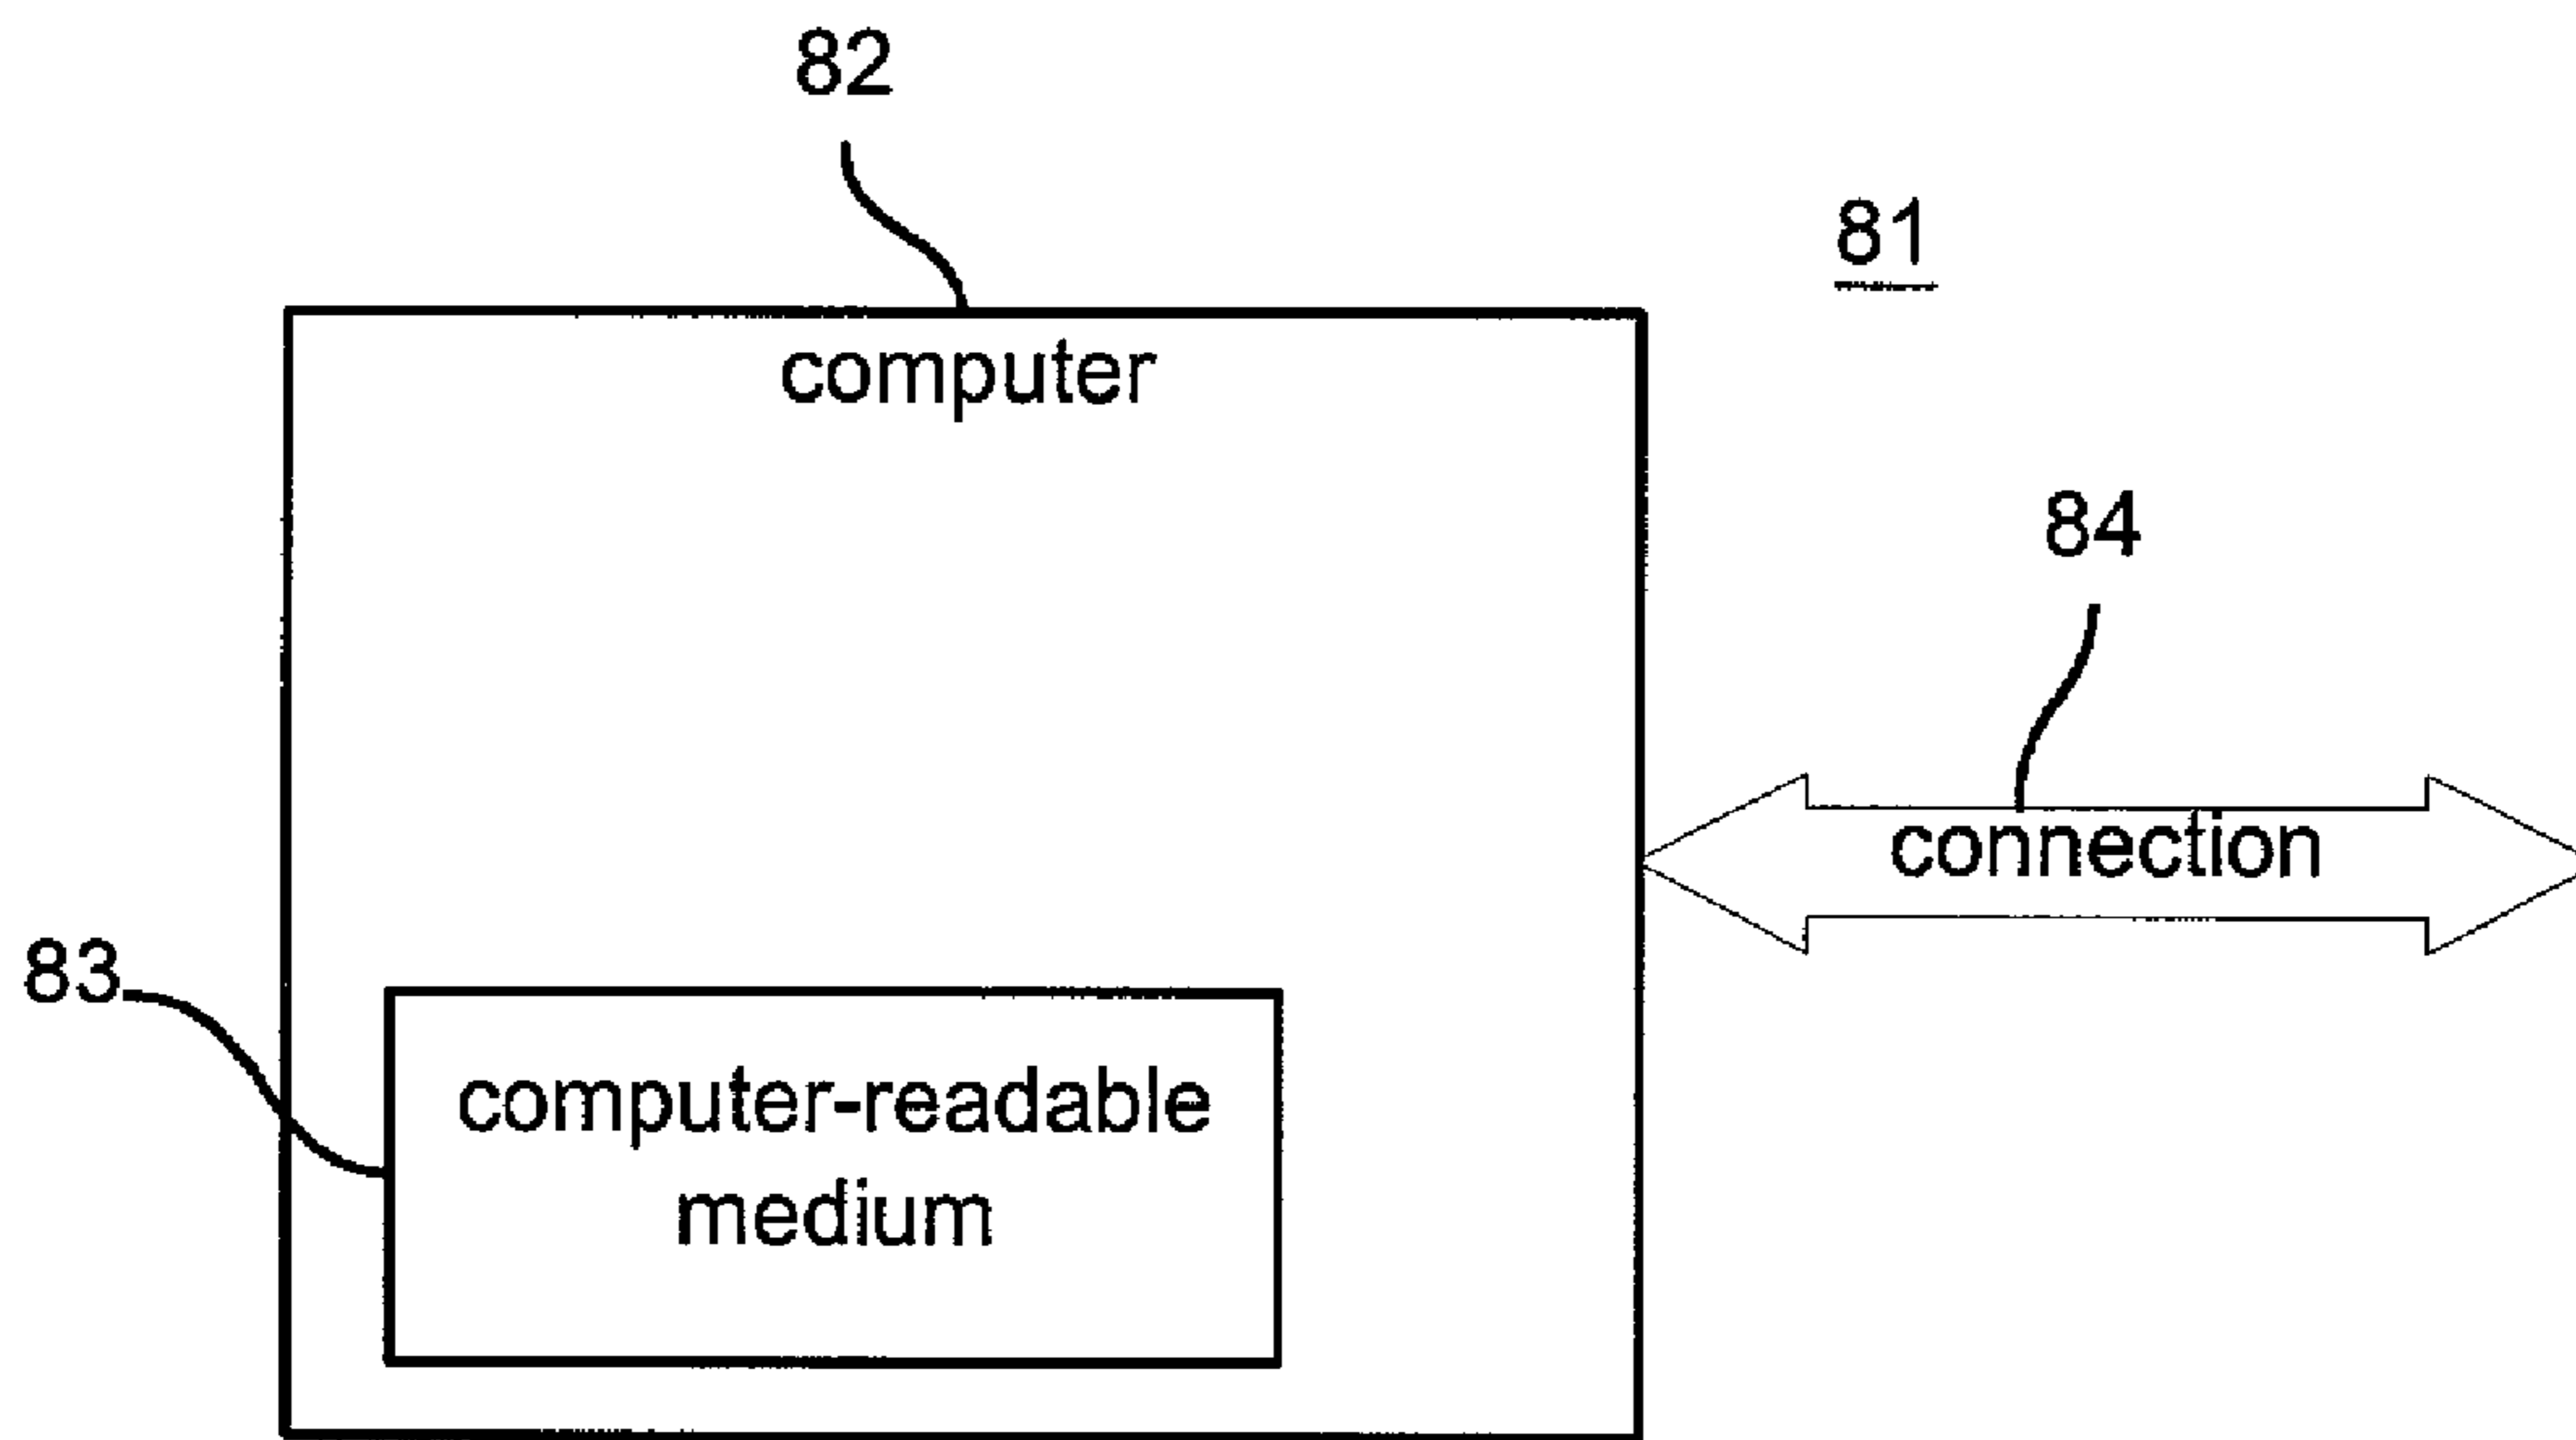 82
81
computer
84
connection
83
computer-readable
medium